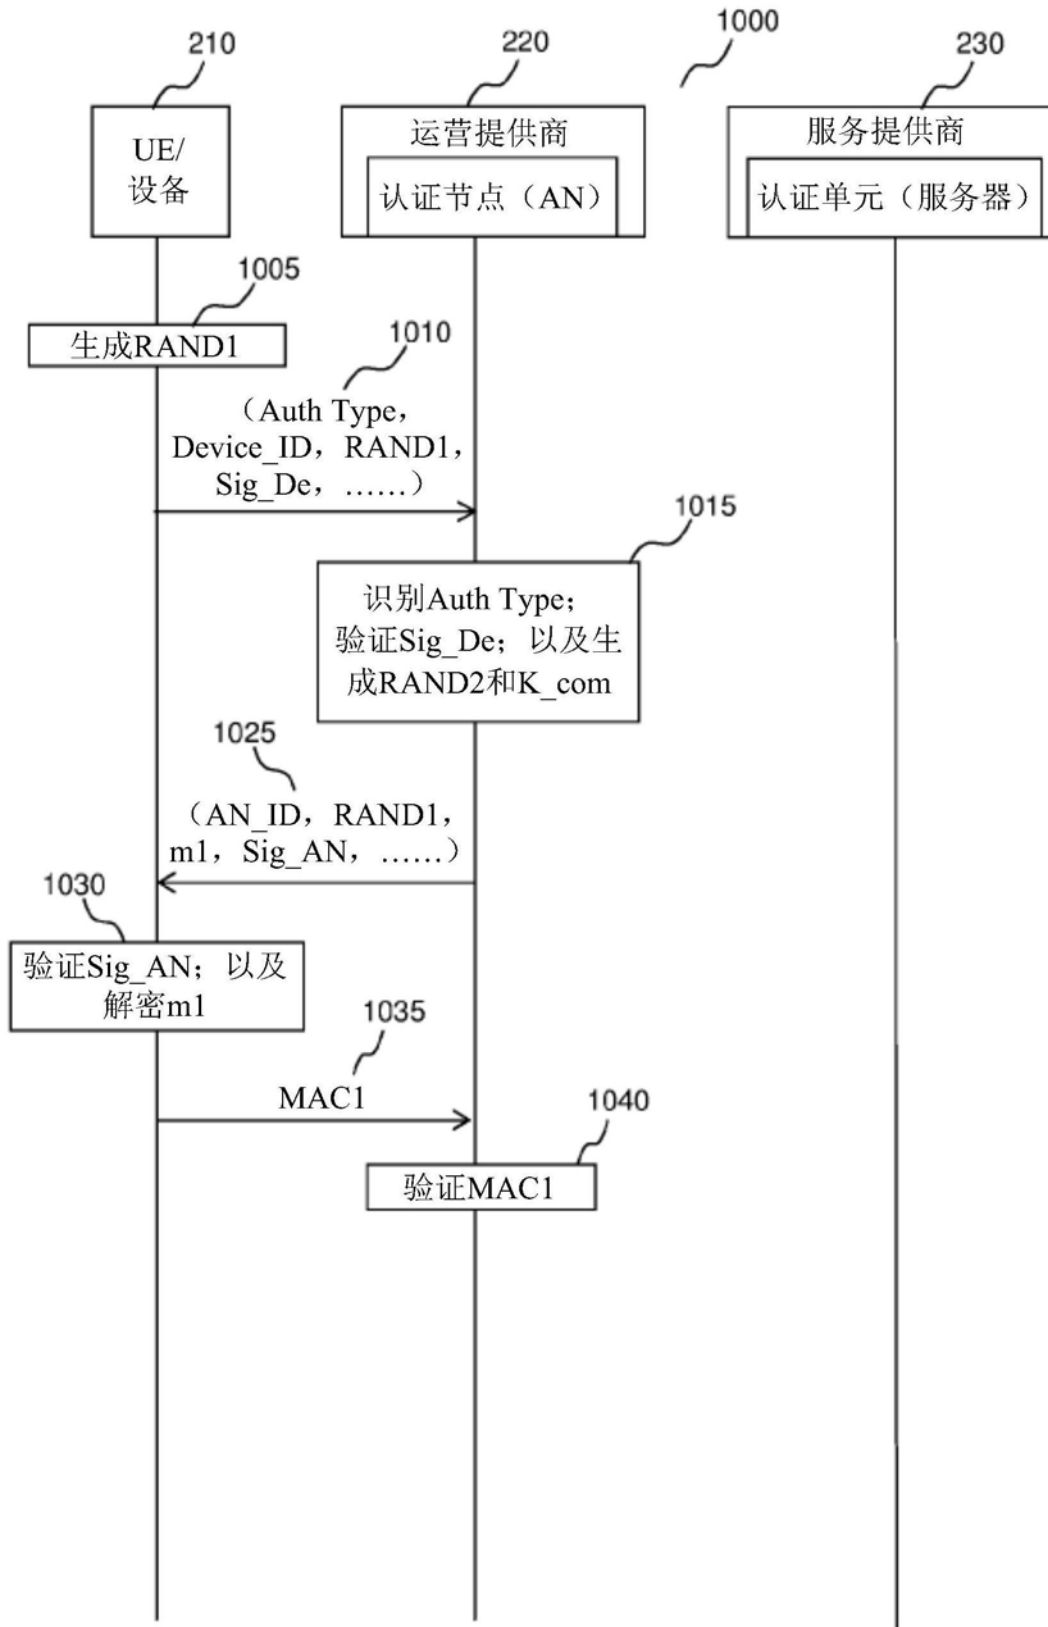 1000
210
220
230
UE/
设备
运营提供商
认证节点（AN）
服务提供商
认证单元（服务器）
1005
生成RAND1
1010
（Auth Type，
Device_ID，RAND1，
Sig_De，……）
1015
识别Auth Type；
验证Sig_De；以及生
成RAND2和K_com
1025
（AN_ID，RAND1，
m1，Sig_AN，……）
1030
验证Sig_AN；以及
解密m1
1035
MAC1
1040
验证MAC1